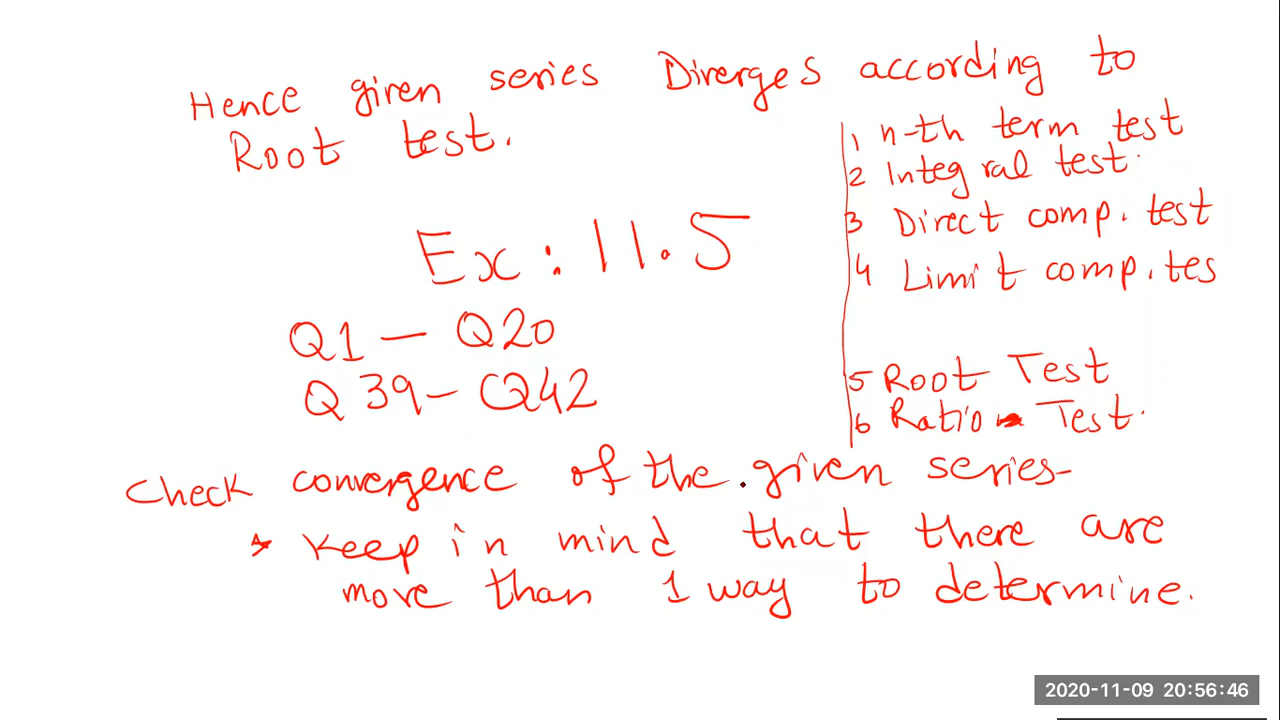 Hence given series Diverges according to
Root test.
1 n-th term test
2 Integral test.
3 Direct comp. test
4 Limit comp. tes
Ex : 11.5
Q1 — Q20
Q 39 — Q42
5 Root Test
6 Ratio Test.
Check convergence of the given series-
* Keep in mind that there are
more than 1 way to determine.
2020-11-09 20:56:46